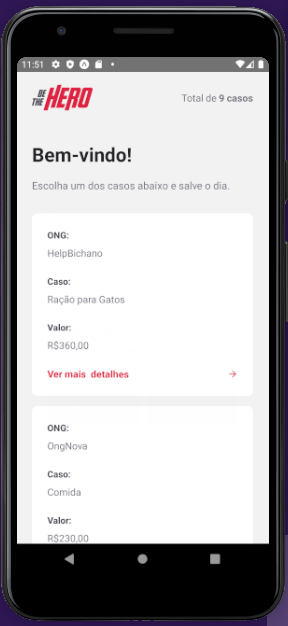 11:51
BE
THE HERO
Total de 9 casos
Bem-vindo!
Escolha um dos casos abaixo e salve o dia.
ONG:
HelpBichano
Caso:
Ração para Gatos
Valor:
R$360,00
Ver mais detalhes
ONG:
OngNova
Caso:
Comida
Valor:
R$230,00